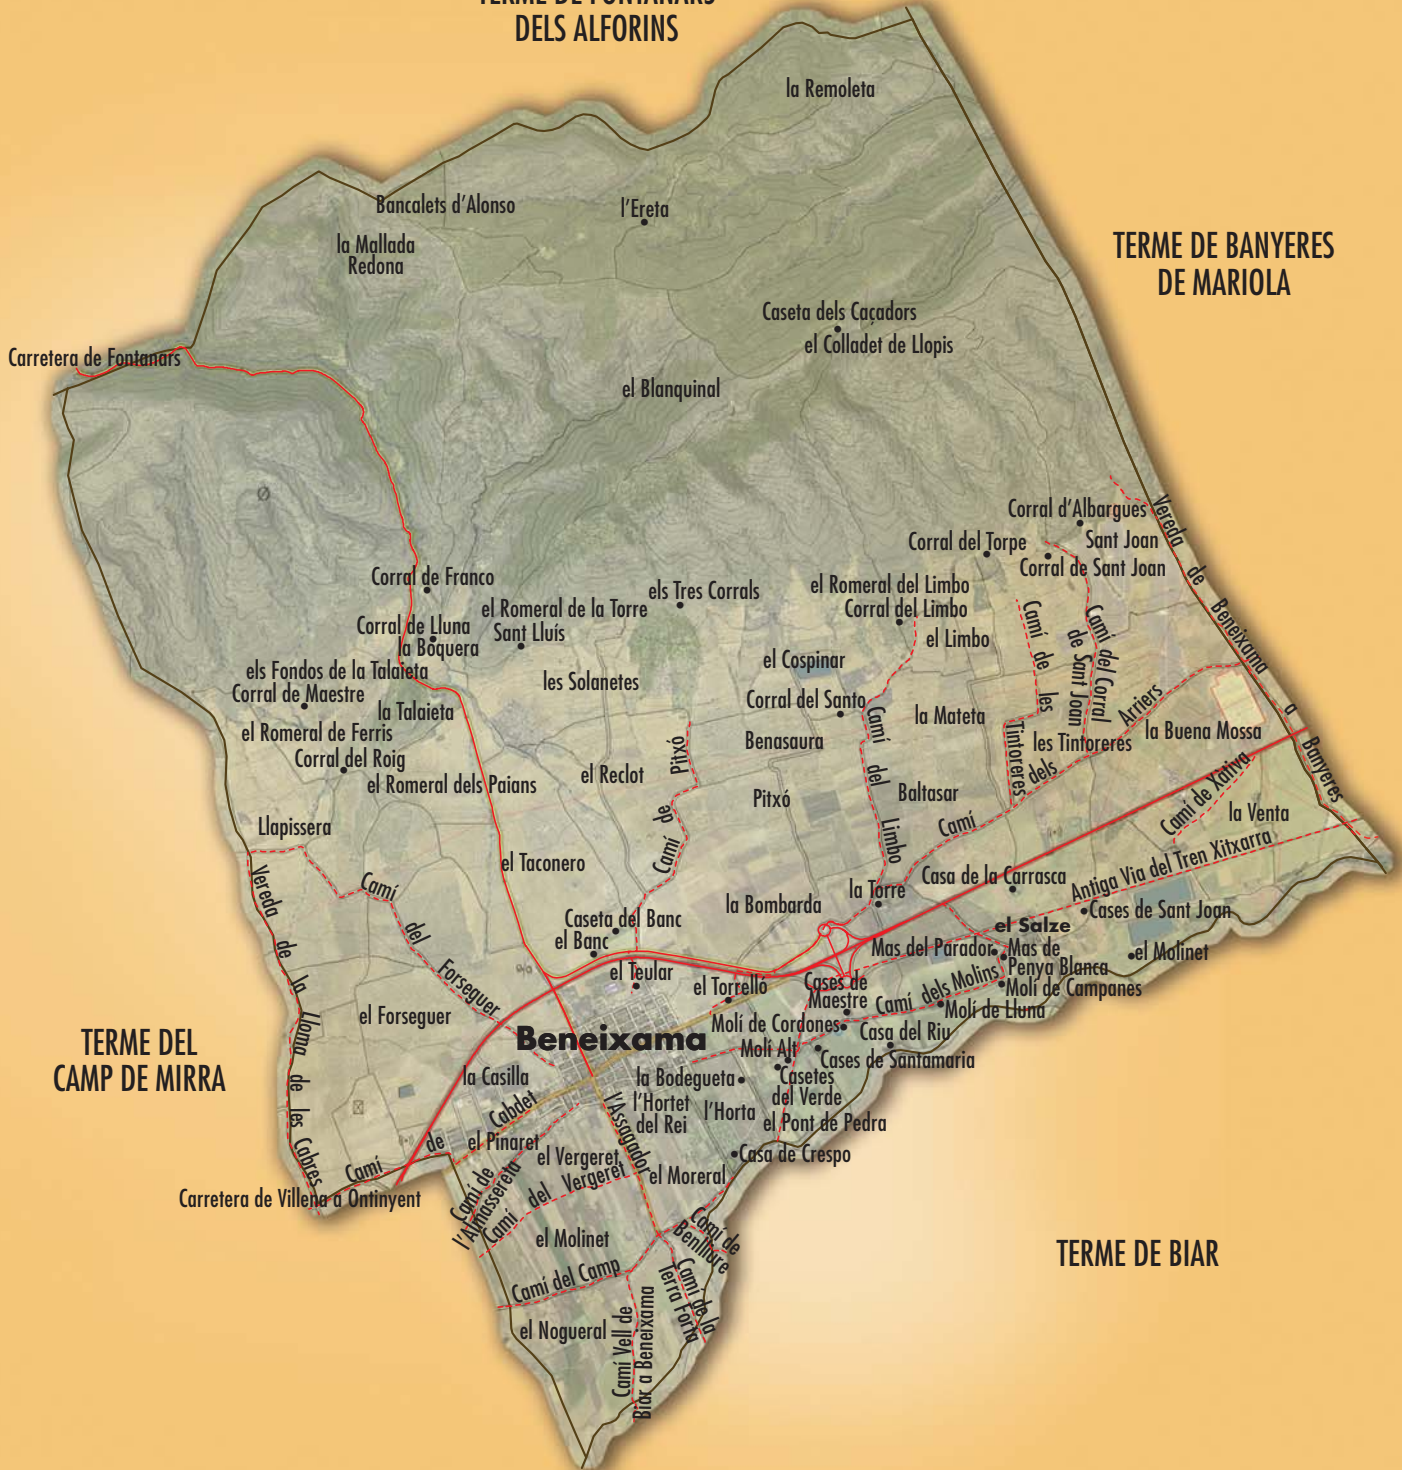 TERME DE FONTANARS
DELS ALFORINS
la Remoleta
Bancalets d'Alonso
l'Ereta
la Mallada
Redona
TERME DE BANYERES
DE MARIOLA
Caseta dels Caçadors
el Colladet de Llopis
Carretera de Fontanars
el Blanquinal
Corral d'Albargues
Vereda de Beneixama a Banyeres
Sant Joan
Corral del Torpe
Corral de Sant Joan
Corral de Franco
els Tres Corrals
el Romeral del Limbo
el Romeral de la Torre
Corral del Limbo
Camí de les Tintoreres
Camí del Corral
de Sant Joan
Corral de Lluna
Sant Lluís
el Limbo
la Boquera
el Cospinar
els Fondos de la Talaieta
les Solanetes
Corral de Maestre
Corral del Santo
Camí del Limbo
la Talaieta
la Mateta
Camí dels Arriers
el Romeral de Ferris
Benasaura
les Tintoreres
la Buena Mossa
Corral del Roig
Camí de Pitxó
el Reclot
el Romeral dels Paians
Pitxó
Baltasar
Camí de Xativa
la Venta
Llapissera
el Taconero
Antiga Via del Tren Xitxarra
Vereda de la Lloma de les Cabres
Camí del Forseguer
la Torre
Casa de la Carrasca
la Bombarda
Caseta del Banc
Cases de Sant Joan
el Banc
el Salze
Mas del Parador
Mas de
Penya Blanca
el Molinet
el Teular
el Torrelló
Cases de
Maestre
Camí dels Molins
Molí de Campanès
Molí de Lluna
el Forseguer
Molí de Cordones
Casa del Riu
Beneixama
Molí Alt
Cases de Santamaria
TERME DEL
CAMP DE MIRRA
la Casilla
la Bodegueta
Casetes
del Verde
l'Hortet
del Rei
l'Horta
l'Assagador
Camí de Cabdet
el Pont de Pedra
el Pinaret
el Vergeret
Casa de Crespo
Camí de
l'Almassereta
Camí del Vergeret
el Moreral
Carretera de Villena a Ontinyent
el Molinet
Camí de
Benlliure
TERME DE BIAR
Camí del Camp
Camí de la
Terra Forta
el Nogueral
Camí Vell de
Biar a Beneixama